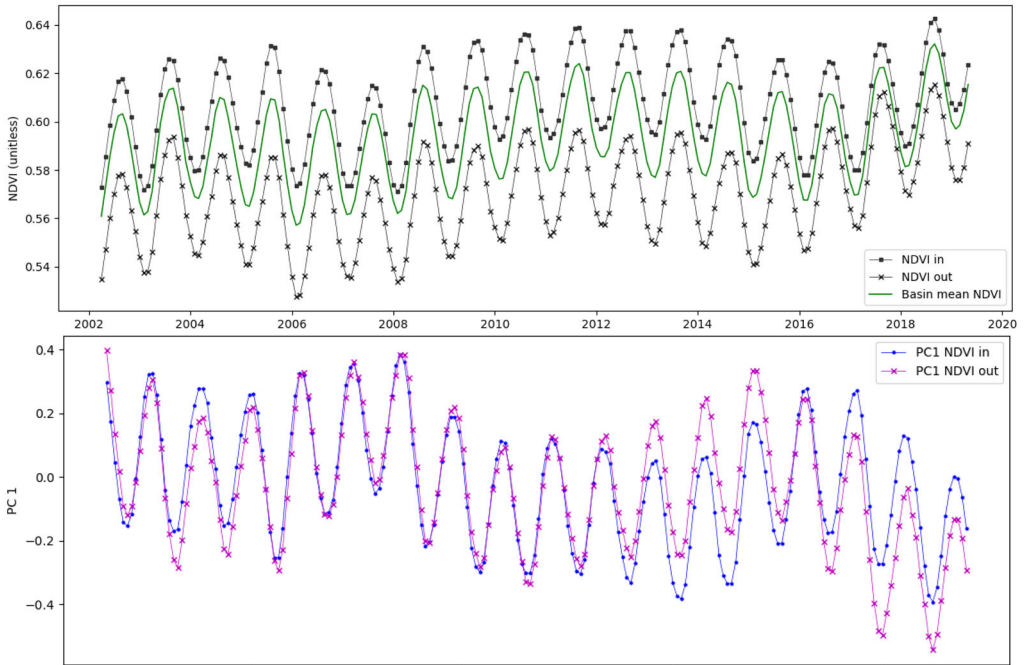 0.64
0.62
0.60
0.58
0.56
0.54
NDVI (unitless)
NDVI in
NDVI out
Basin mean NDVI
2002 2004 2006 2008 2010 2012 2014 2016 2018 2020
0.4
0.2
0.0
−0.2
−0.4
PC 1
PC1 NDVI in
PC1 NDVI out